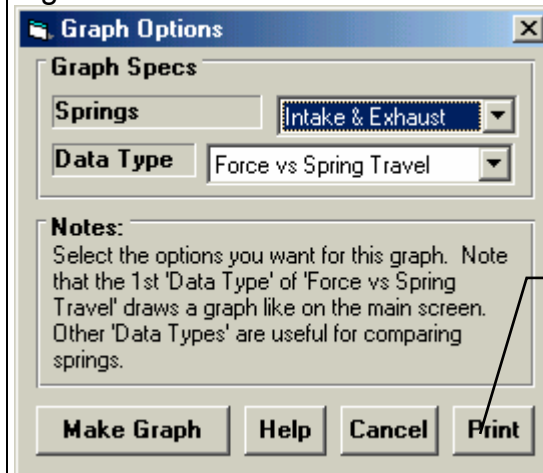 Graph Options
Graph Specs
Springs
Intake & Exhaust
Data Type
Force vs Spring Travel
Notes:
Select the options you want for this graph.  Note
that the 1st 'Data Type' of 'Force vs Spring
Travel' draws a graph like on the main screen.
Other 'Data Types' are useful for comparing
springs.
Make Graph
Help
Cancel
Print